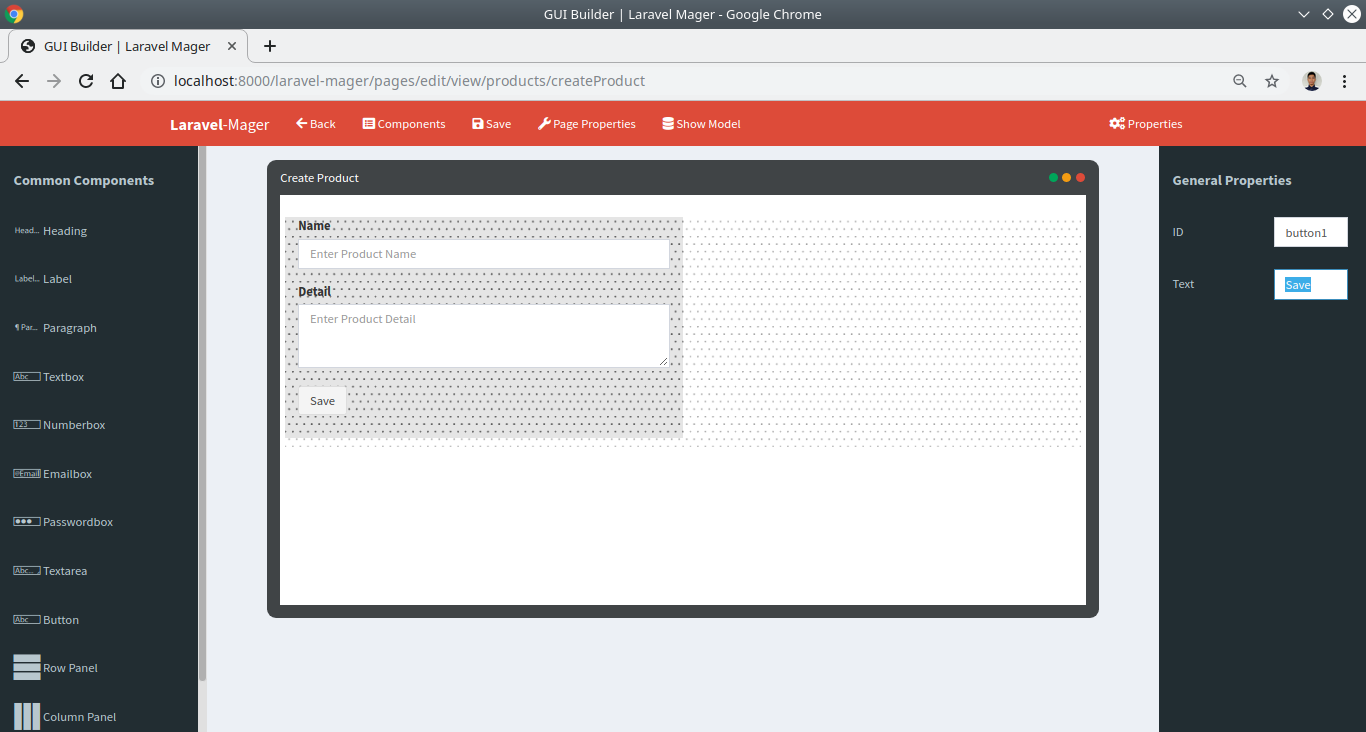 GUI Builder | Laravel Mager - Google Chrome
GUI Builder | Laravel Mager
localhost:8000/laravel-mager/pages/edit/view/products/createProduct
Laravel-Mager Back Components Save Page Properties Show Model Properties
Common Components
Head... Heading
Label... Label
¶ Par... Paragraph
Abc Textbox
123 Numberbox
@Email Emailbox
Passwordbox
Abc... Textarea
Abc Button
Row Panel
Column Panel
Create Product
Name
Enter Product Name
Detail
Enter Product Detail
Save
General Properties
ID button1
Text Save